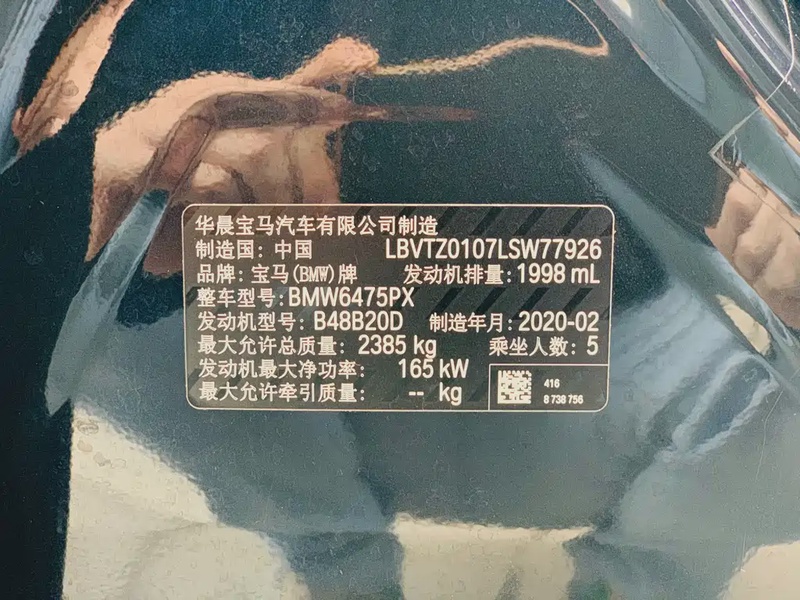 华晨宝马汽车有限公司制造
制造国: 中国 LBVTZ0107LSW77926
品牌: 宝马(BMW)牌 发动机排量: 1998 mL
整车型号: BMW6475PX
发动机型号: B48B20D 制造年月: 2020-02
最大允许总质量: 2385 kg 乘坐人数: 5
发动机最大净功率: 165 kW
最大允许牵引质量: -- kg
416
8 738 756